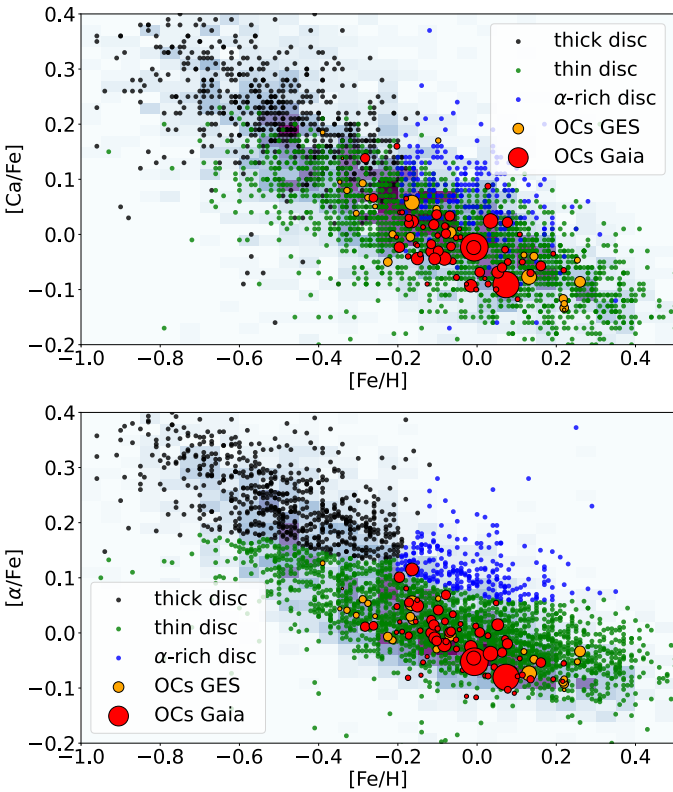 0.4
0.3
0.2
0.1
0.0
−0.1
−0.2
[Ca/Fe]
thick disc
thin disc
α-rich disc
OCs GES
OCs Gaia
−1.0 −0.8 −0.6 −0.4 −0.2 0.0 0.2 0.4
[Fe/H]
0.4
0.3
0.2
0.1
0.0
−0.1
−0.2
[α/Fe]
thick disc
thin disc
α-rich disc
OCs GES
OCs Gaia
−1.0 −0.8 −0.6 −0.4 −0.2 0.0 0.2 0.4
[Fe/H]